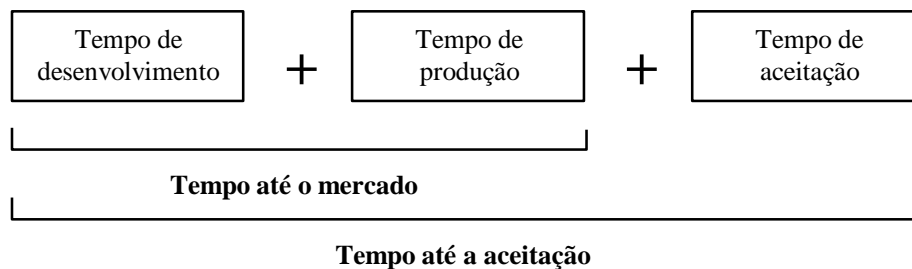 Tempo de
desenvolvimento
+
Tempo de
produção
+
Tempo de
aceitação
Tempo até o mercado
Tempo até a aceitação